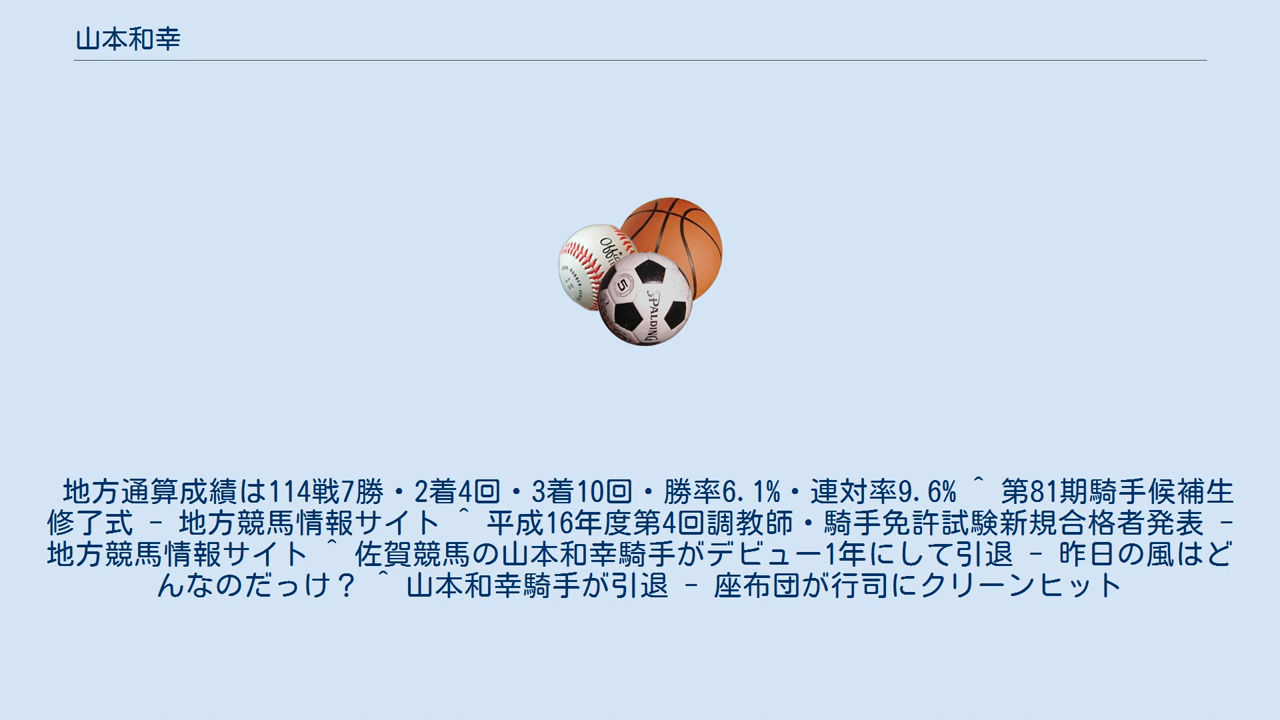 山本和幸
Offic
5
SPALDING
地方通算成績は114戦7勝・2着4回・3着10回・勝率6.1%・連対率9.6% ^ 第81期騎手候補生
修了式 - 地方競馬情報サイト ^ 平成16年度第4回調教師・騎手免許試験新規合格者発表 -
地方競馬情報サイト ^ 佐賀競馬の山本和幸騎手がデビュー1年にして引退 - 昨日の風はど
んなのだっけ？ ^ 山本和幸騎手が引退 - 座布団が行司にクリーンヒット